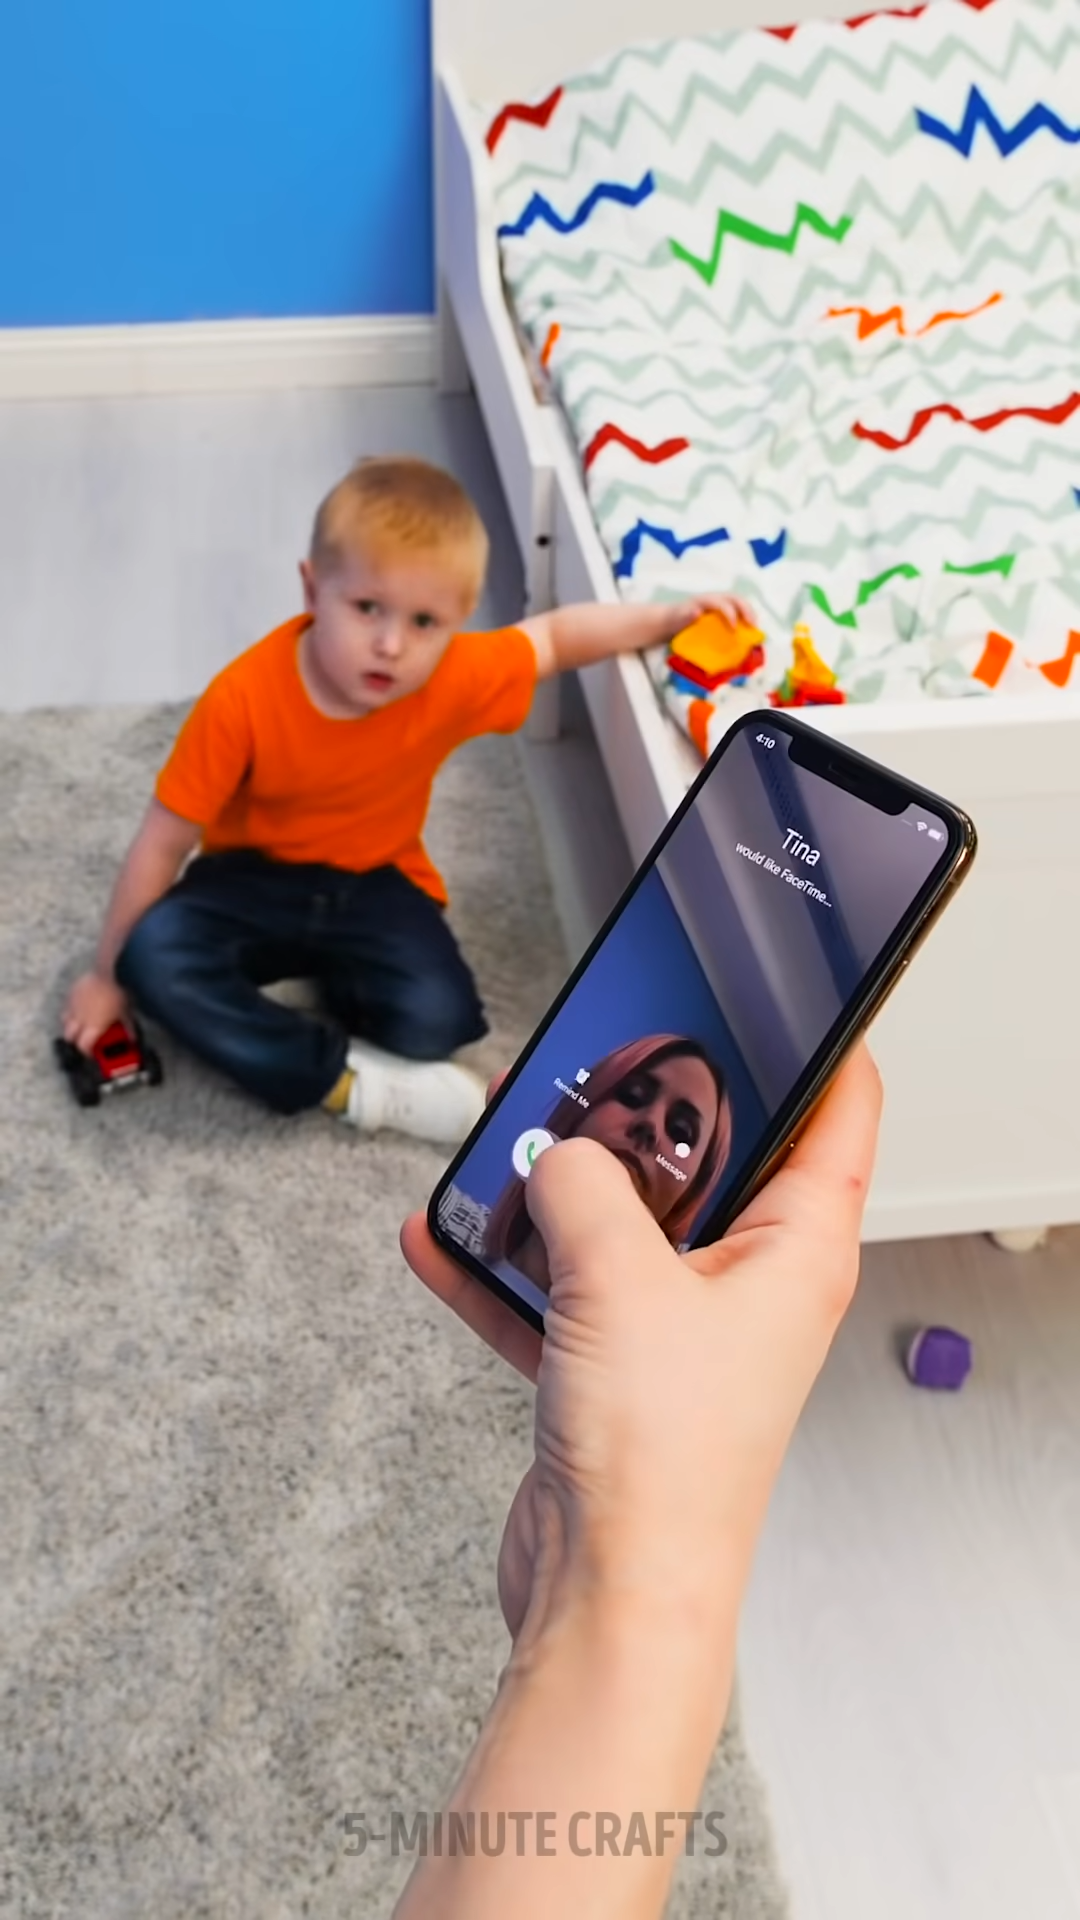 4:10
Tina
would like FaceTime...
Remind Me
Message
5-MINUTE CRAFTS